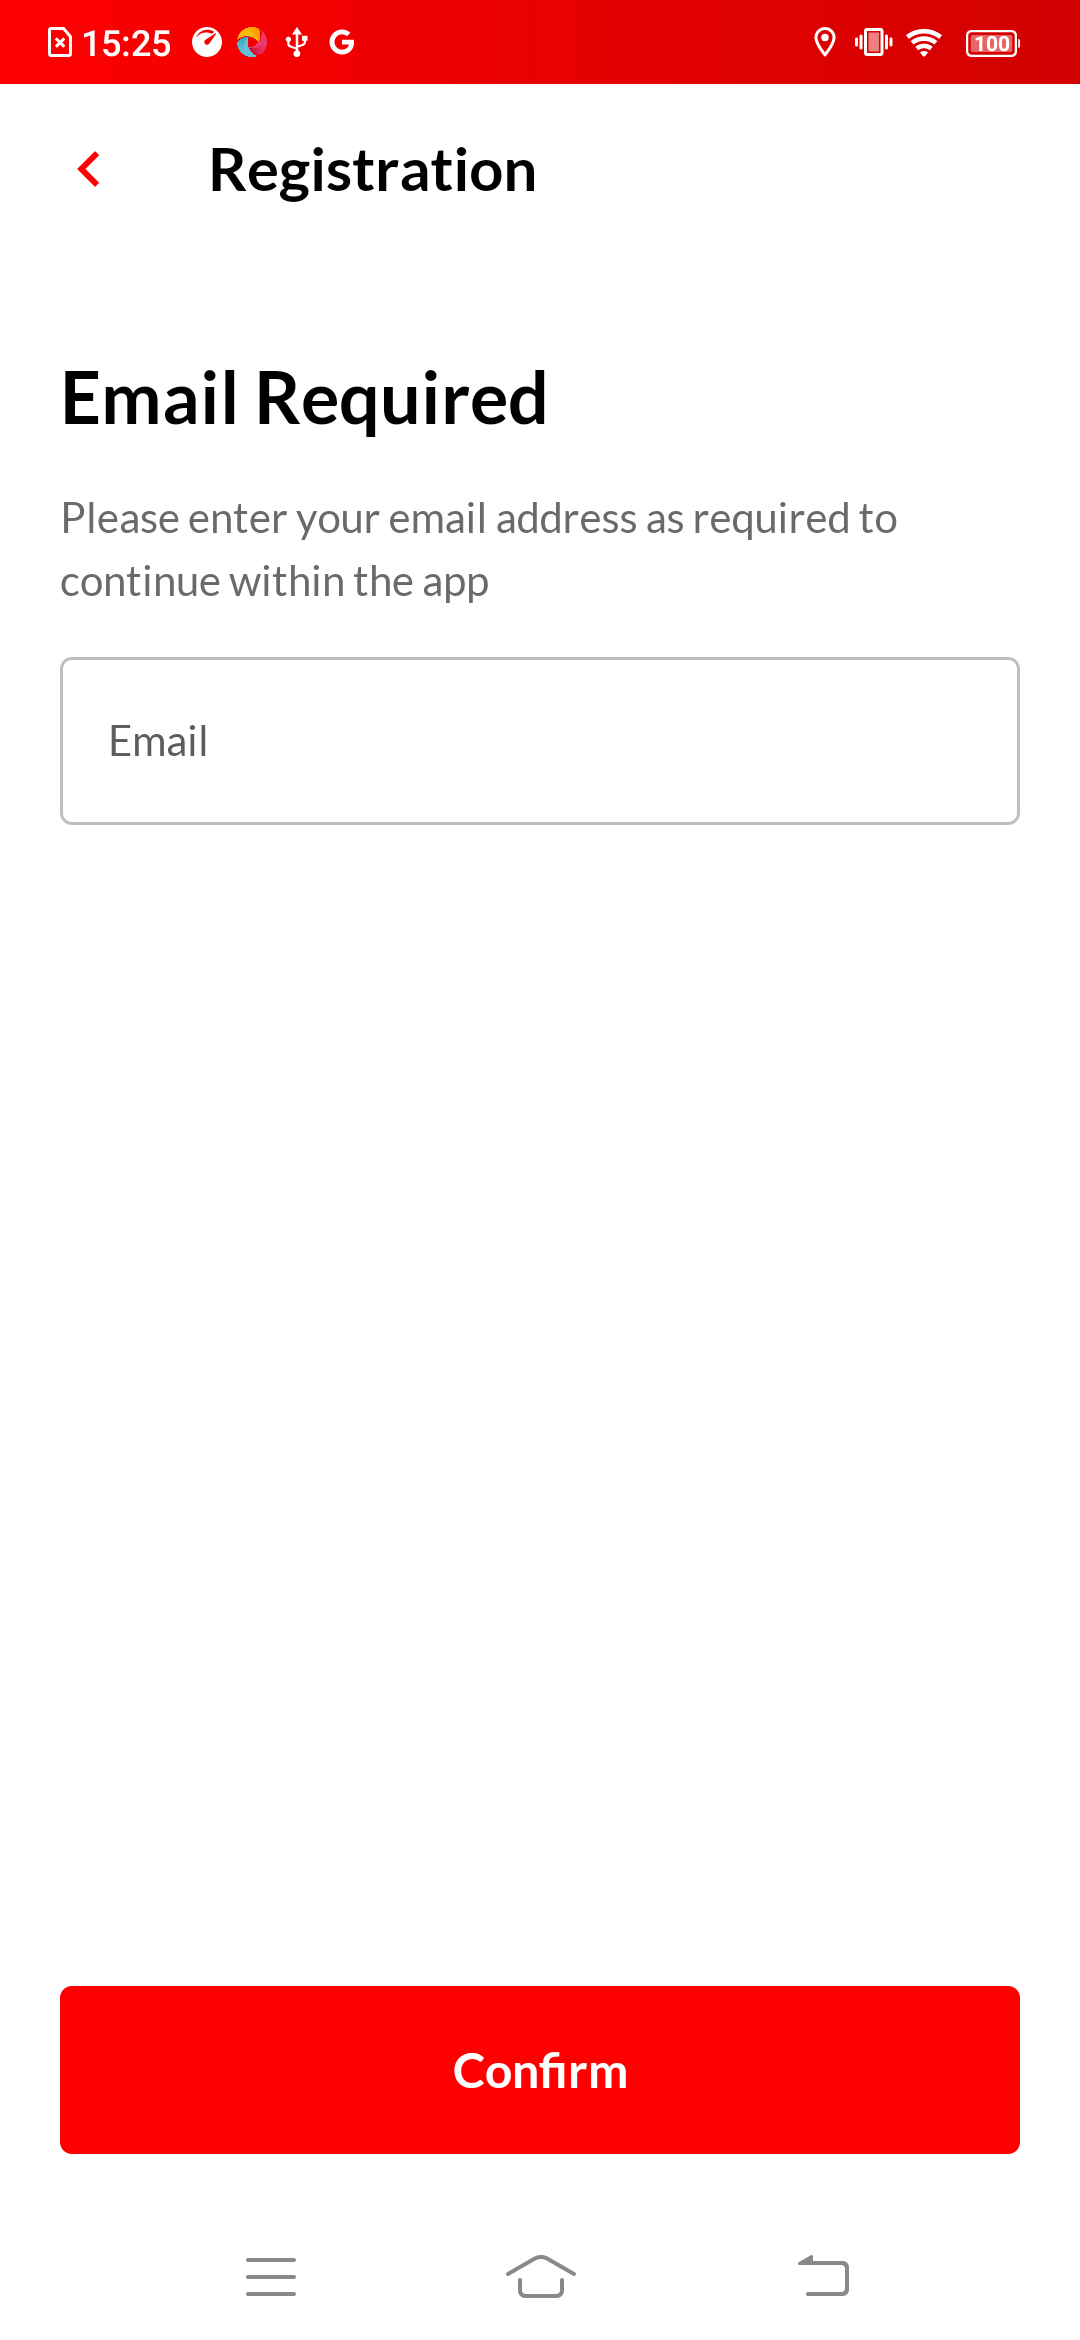 15:25
100
Registration
Email Required
Please enter your email address as required to
continue within the app
Email
Confirm